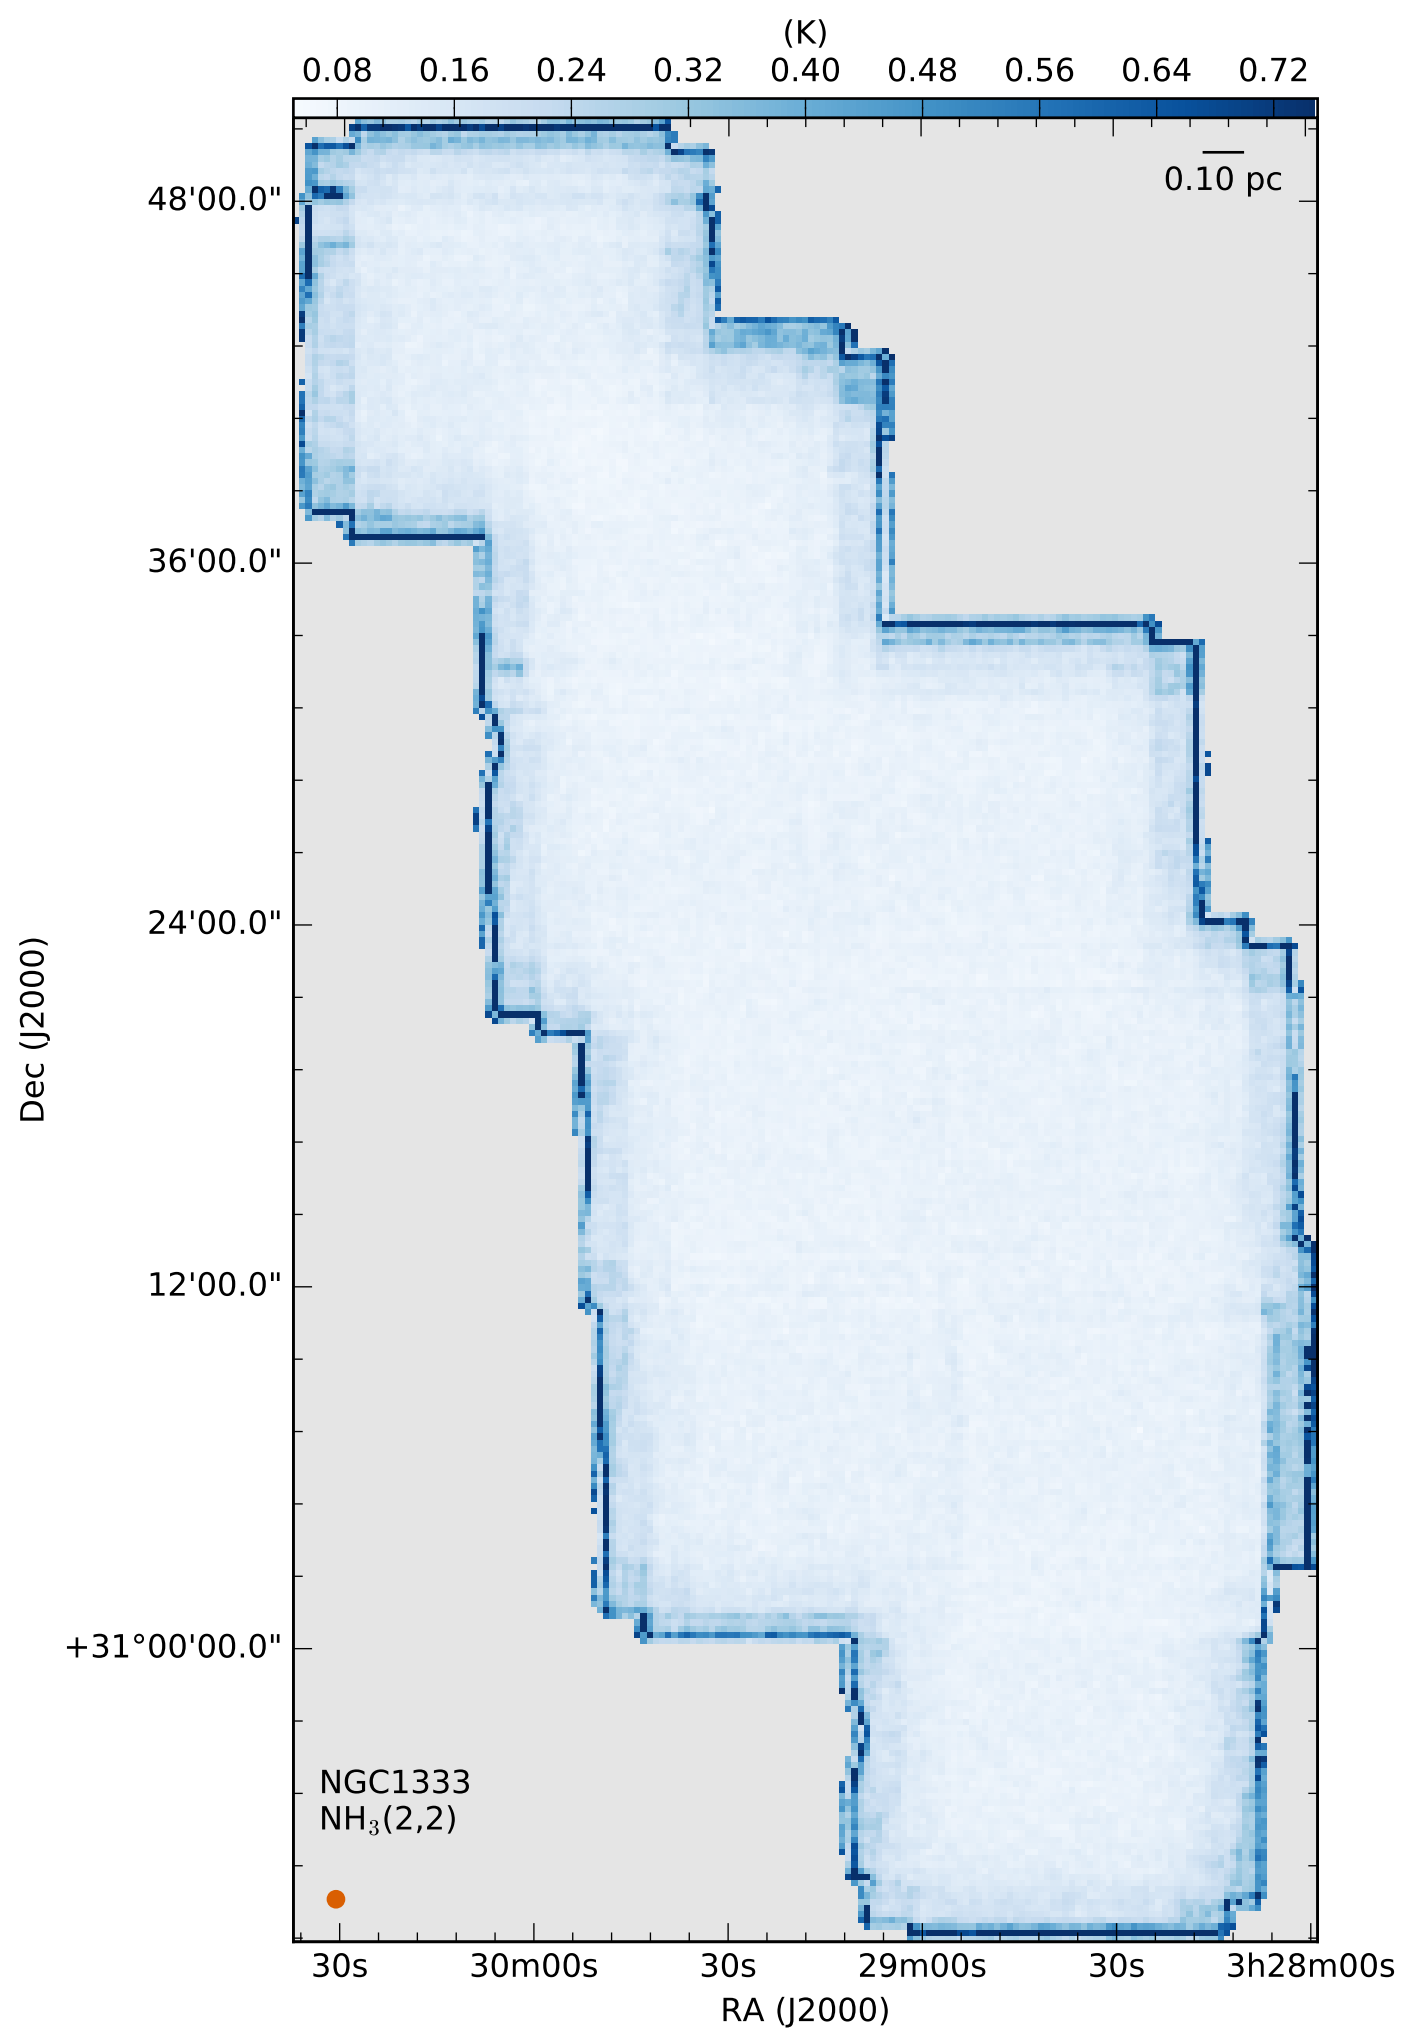 (K)
0.08 0.16 0.24 0.32 0.40 0.48 0.56 0.64 0.72
0.10 pc
48'00.0"
36'00.0"
24'00.0"
Dec (J2000)
12'00.0"
+31°00'00.0"
NGC1333
NH₃(2,2)
30s 30m00s 30s 29m00s 30s 3h28m00s
RA (J2000)